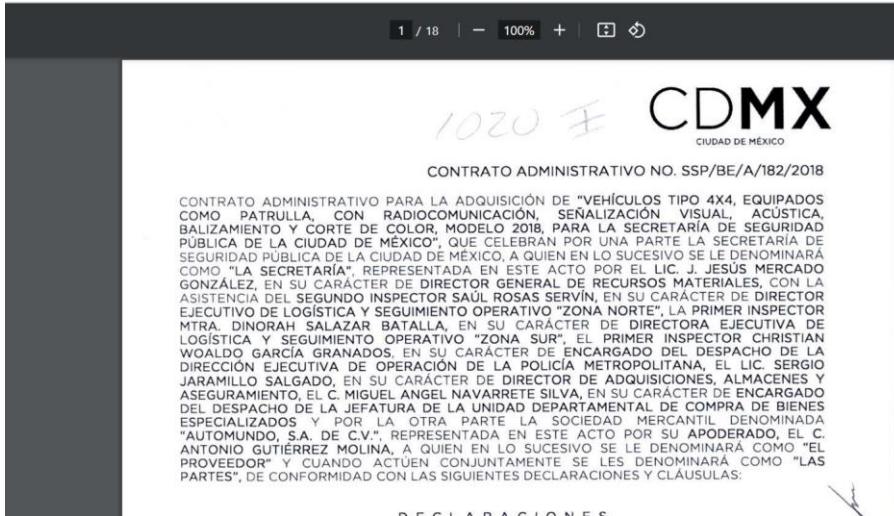 1 / 18 | − 100% +
1020 I
CDMX
CIUDAD DE MÉXICO
CONTRATO ADMINISTRATIVO NO. SSP/BE/A/182/2018
CONTRATO ADMINISTRATIVO PARA LA ADQUISICIÓN DE "VEHÍCULOS TIPO 4X4, EQUIPADOS
COMO PATRULLA, CON RADIOCOMUNICACIÓN, SEÑALIZACIÓN VISUAL, ACÚSTICA,
BALIZAMIENTO Y CORTE DE COLOR, MODELO 2018, PARA LA SECRETARÍA DE SEGURIDAD
PÚBLICA DE LA CIUDAD DE MÉXICO", QUE CELEBRAN POR UNA PARTE LA SECRETARÍA DE
SEGURIDAD PÚBLICA DE LA CIUDAD DE MÉXICO, A QUIEN EN LO SUCESIVO SE LE DENOMINARÁ
COMO "LA SECRETARÍA", REPRESENTADA EN ESTE ACTO POR EL LIC. J. JESÚS MERCADO
GONZÁLEZ, EN SU CARÁCTER DE DIRECTOR GENERAL DE RECURSOS MATERIALES, CON LA
ASISTENCIA DEL SEGUNDO INSPECTOR SAÚL ROSAS SERVÍN, EN SU CARÁCTER DE DIRECTOR
EJECUTIVO DE LOGÍSTICA Y SEGUIMIENTO OPERATIVO "ZONA NORTE", LA PRIMER INSPECTOR
MTRA. DINORAH SALAZAR BATALLA, EN SU CARÁCTER DE DIRECTORA EJECUTIVA DE
LOGÍSTICA Y SEGUIMIENTO OPERATIVO "ZONA SUR", EL PRIMER INSPECTOR CHRISTIAN
WOALDO GARCÍA GRANADOS, EN SU CARÁCTER DE ENCARGADO DEL DESPACHO DE LA
DIRECCIÓN EJECUTIVA DE OPERACIÓN DE LA POLICÍA METROPOLITANA, EL LIC. SERGIO
JARAMILLO SALGADO, EN SU CARÁCTER DE DIRECTOR DE ADQUISICIONES, ALMACENES Y
ASEGURAMIENTO, EL C. MIGUEL ANGEL NAVARRETE SILVA, EN SU CARÁCTER DE ENCARGADO
DEL DESPACHO DE LA JEFATURA DE LA UNIDAD DEPARTAMENTAL DE COMPRA DE BIENES
ESPECIALIZADOS Y POR LA OTRA PARTE LA SOCIEDAD MERCANTIL DENOMINADA
"AUTOMUNDO, S.A. DE C.V.", REPRESENTADA EN ESTE ACTO POR SU APODERADO, EL C.
ANTONIO GUTIÉRREZ MOLINA, A QUIEN EN LO SUCESIVO SE LE DENOMINARÁ COMO "EL
PROVEEDOR" Y CUANDO ACTÚEN CONJUNTAMENTE SE LES DENOMINARÁ COMO "LAS
PARTES", DE CONFORMIDAD CON LAS SIGUIENTES DECLARACIONES Y CLÁUSULAS:
DECLARACIONES